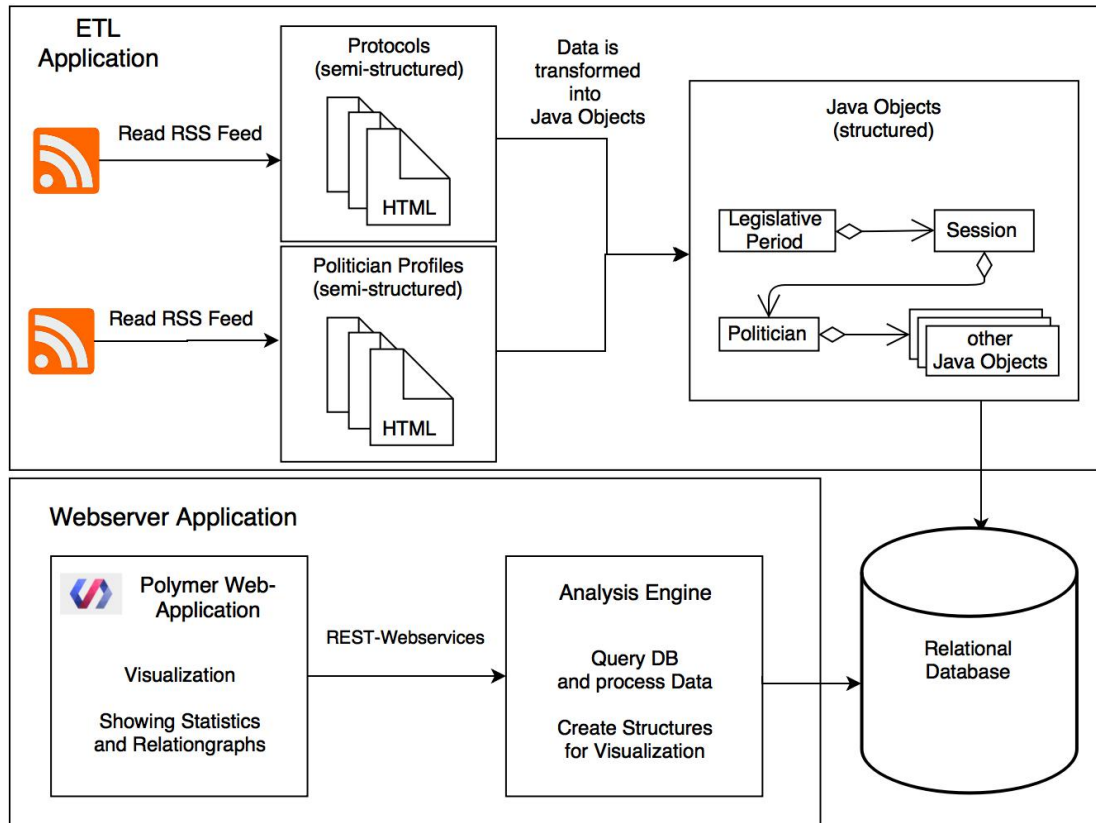 ETL
Application
Read RSS Feed
Protocols
(semi-structured)
HTML
Data is
transformed
into
Java Objects
Read RSS Feed
Politician Profiles
(semi-structured)
HTML
Java Objects
(structured)
Legislative
Period
Session
Politician
other
Java Objects
Webserver Application
Polymer Web-
Application
Visualization
Showing Statistics
and Relationgraphs
REST-Webservices
Analysis Engine
Query DB
and process Data
Create Structures
for Visualization
Relational
Database